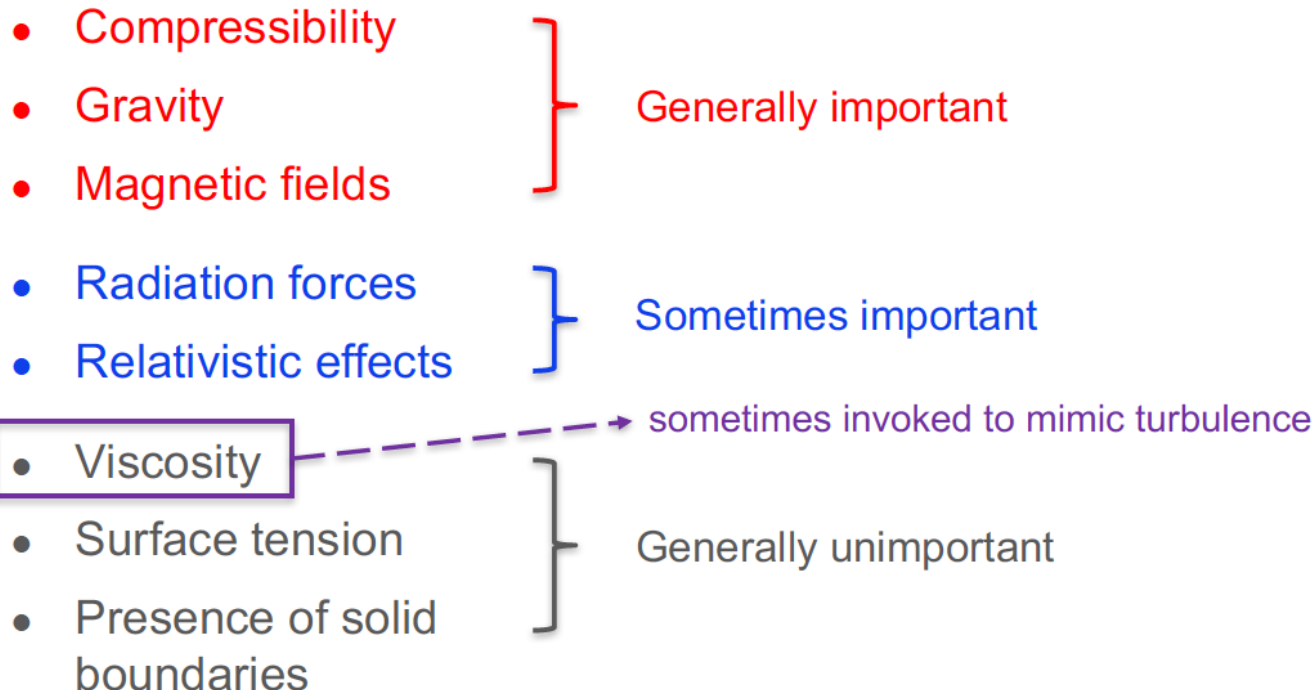 • Compressibility
• Gravity
Generally important
• Magnetic fields
• Radiation forces
Sometimes important
• Relativistic effects
sometimes invoked to mimic turbulence
• Viscosity
• Surface tension
Generally unimportant
• Presence of solid
boundaries